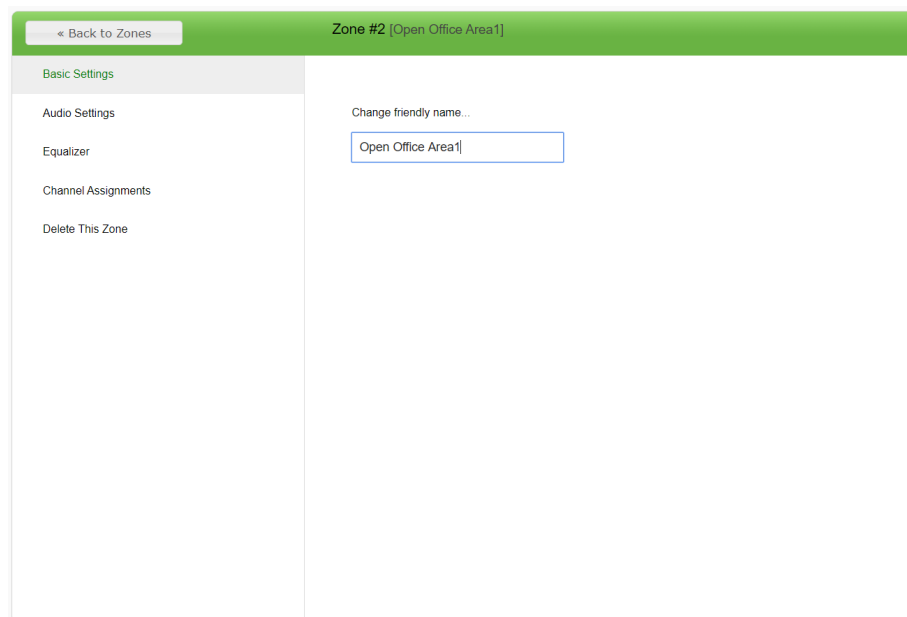 « Back to Zones
Zone #2 [Open Office Area1]
Basic Settings
Audio Settings
Equalizer
Channel Assignments
Delete This Zone
Change friendly name...
Open Office Area1